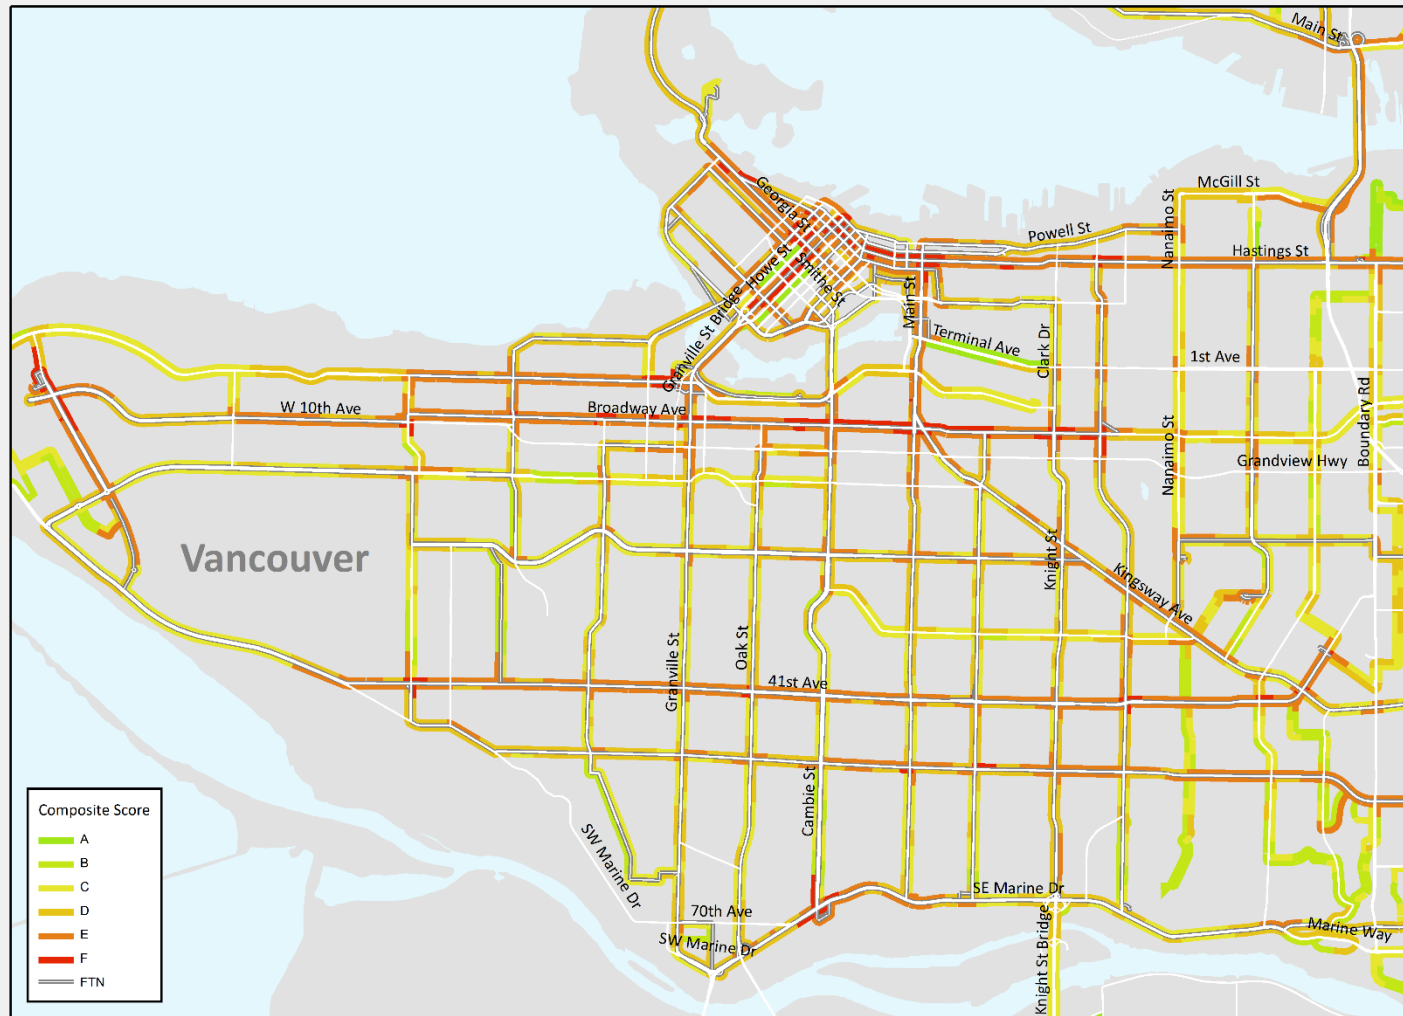 Main St
McGill St
Nanaimo St
Georgia St
Powell St
Hastings St
Howe St
Smithe St
Main St
Granville St Bridge
Terminal Ave
Clark Dr
1st Ave
Boundary Rd
W 10th Ave
Broadway Ave
Nanaimo St
Grandview Hwy
Vancouver
Knight St
Kingsway Ave
Granville St
Oak St
41st Ave
Cambie St
Composite Score
A
B
C
D
E
F
FTN
SW Marine Dr
SE Marine Dr
70th Ave
SW Marine Dr
Knight St Bridge
Marine Way